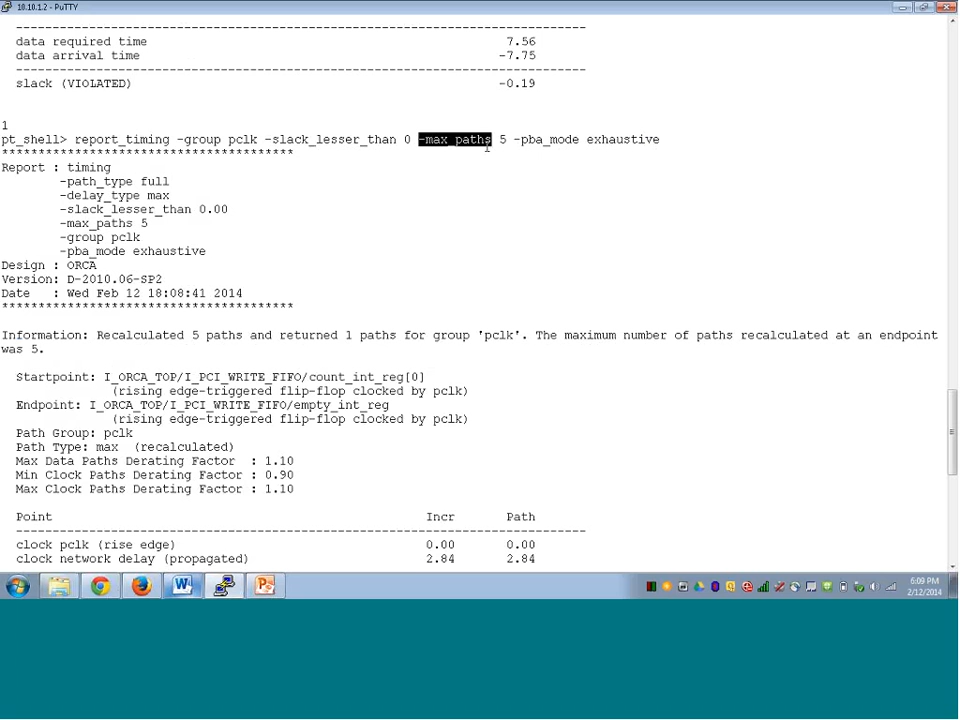 10.10.1.2 - PuTTY
data required time 7.56
data arrival time -7.75
slack (VIOLATED) -0.19
1
pt_shell> report_timing -group pclk -slack_lesser_than 0 -max_paths 5 -pba_mode exhaustive
****************************************
Report : timing
-path_type full
-delay_type max
-slack_lesser_than 0.00
-max_paths 5
-group pclk
-pba_mode exhaustive
Design : ORCA
Version: D-2010.06-SP2
Date : Wed Feb 12 18:08:41 2014
****************************************
Information: Recalculated 5 paths and returned 1 paths for group 'pclk'. The maximum number of paths recalculated at an endpoint
was 5.
Startpoint: I_ORCA_TOP/I_PCI_WRITE_FIFO/count_int_reg[0]
(rising edge-triggered flip-flop clocked by pclk)
Endpoint: I_ORCA_TOP/I_PCI_WRITE_FIFO/empty_int_reg
(rising edge-triggered flip-flop clocked by pclk)
Path Group: pclk
Path Type: max (recalculated)
Max Data Paths Derating Factor : 1.10
Min Clock Paths Derating Factor : 0.90
Max Clock Paths Derating Factor : 1.10
Point Incr Path
clock pclk (rise edge) 0.00 0.00
clock network delay (propagated) 2.84 2.84
6:09 PM
2/12/2014